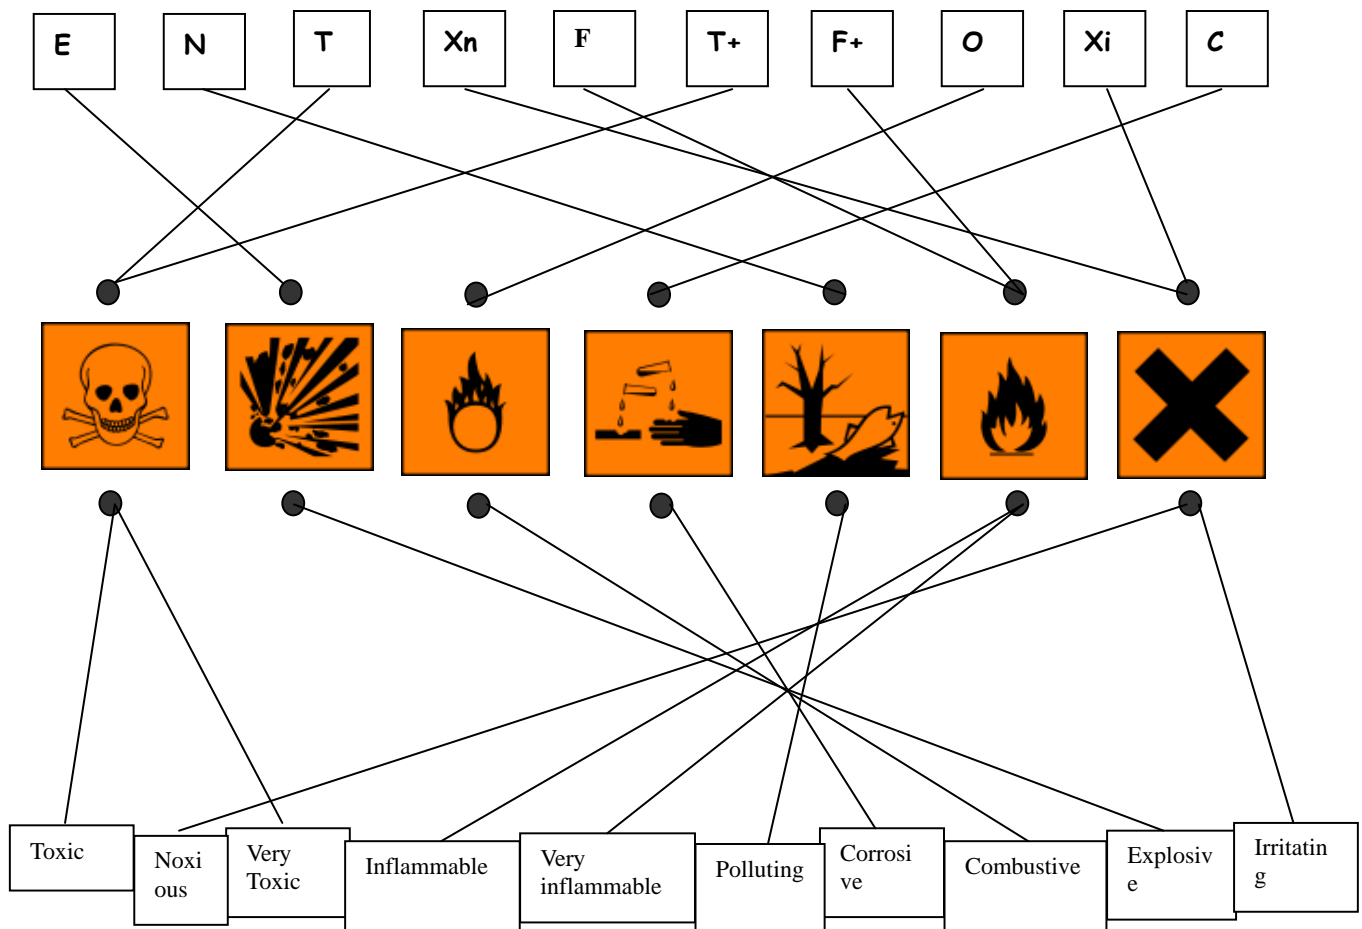 E N T Xn F T+ F+ O Xi C
Toxic
Noxi
ous
Very
Toxic
Inflammable
Very
inflammable
Polluting
Corrosi
ve
Combustive
Explosiv
e
Irritatin
g